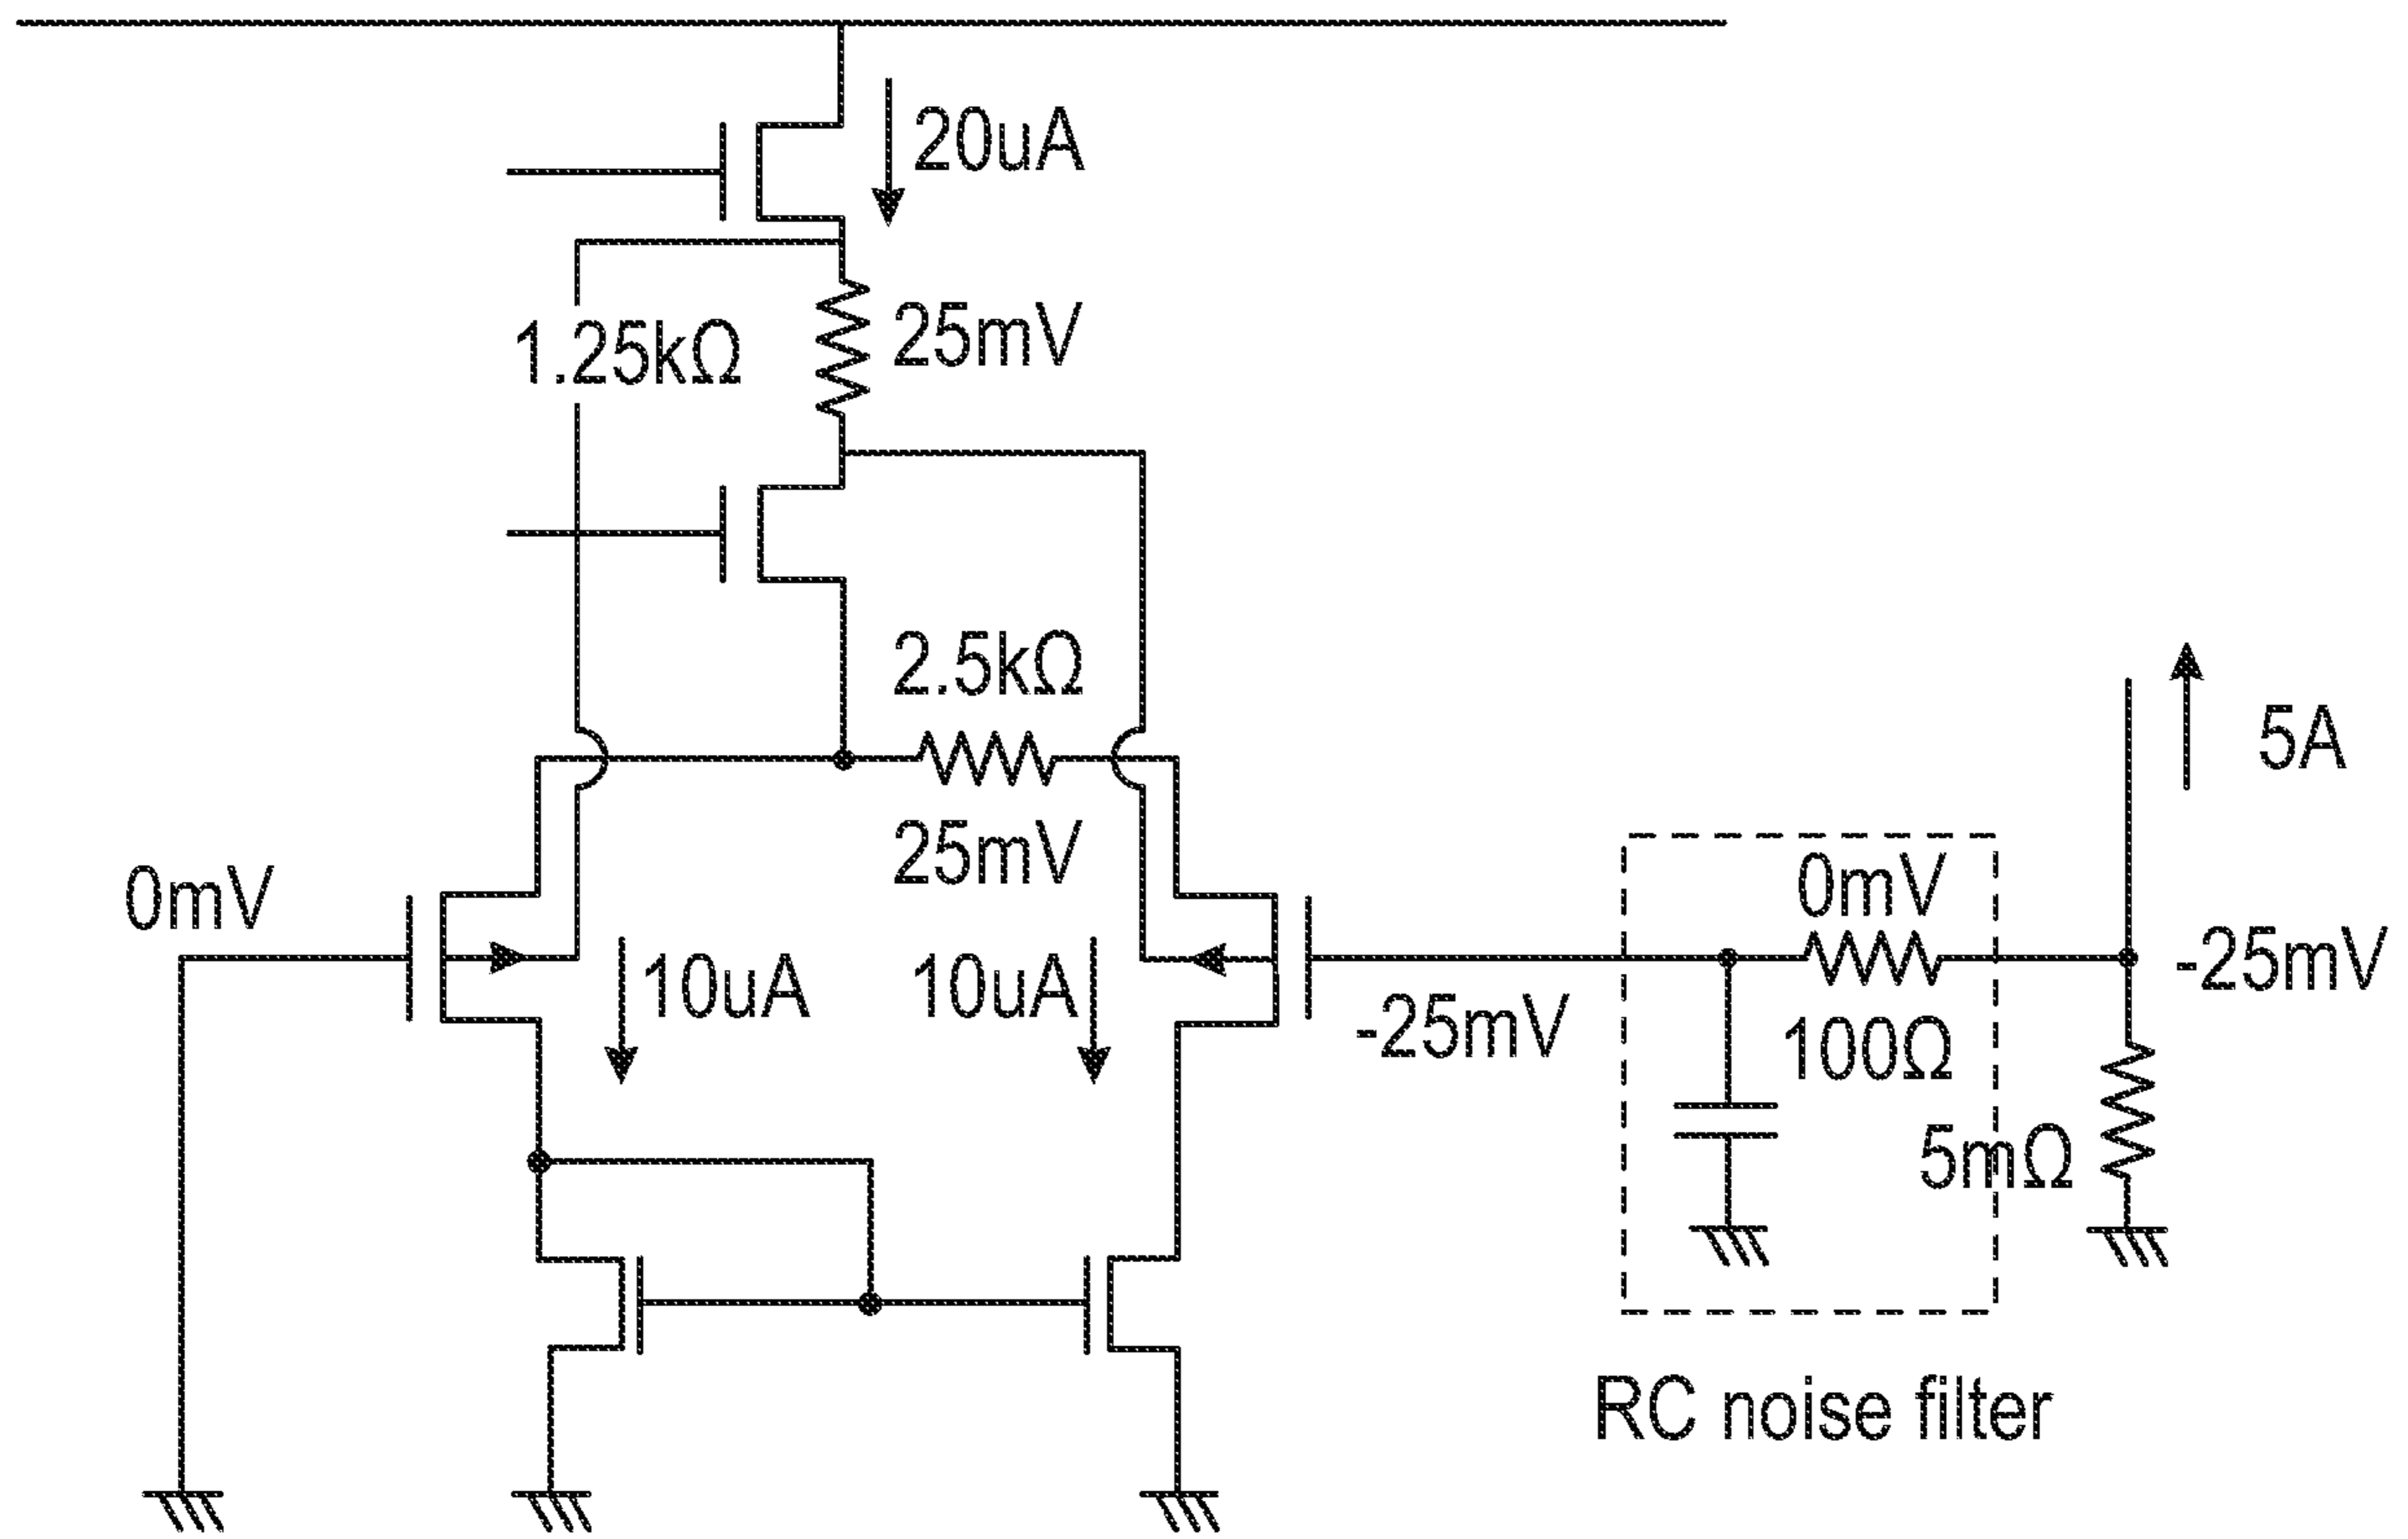 20uA
1.25kΩ
25mV
2.5kΩ
25mV
5A
0mV
0mV
10uA
10uA
-25mV
-25mV
100Ω
5mΩ
RC noise filter